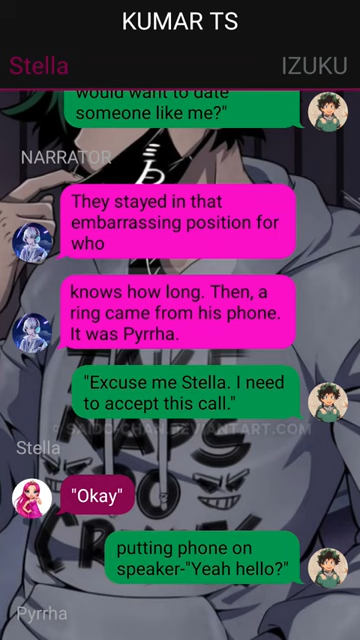 KUMAR TS
Stella
IZUKU
would want to date
someone like me?"
NARRATOR
They stayed in that
embarrassing position for
who
knows how long. Then, a
ring came from his phone.
It was Pyrrha.
"Excuse me Stella. I need
to accept this call."
Stella
"Okay"
putting phone on
speaker-"Yeah hello?"
Pyrrha